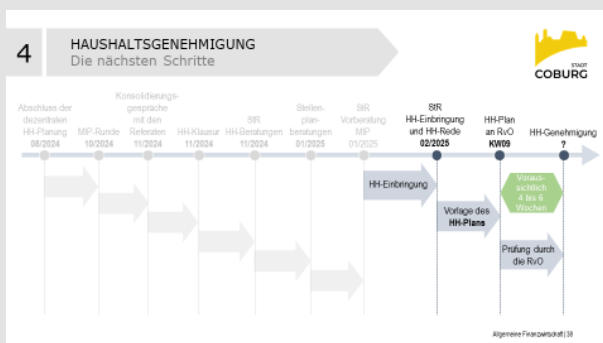 4
HAUSHALTSGENEHMIGUNG
Die nächsten Schritte
STADT
COBURG
Abschluss der
dezentralen
HH-Planung
08/2024
MIP-Runde
10/2024
Konsolidierungs-
gespräche
mit den
Referaten
11/2024
HH-Klausur
11/2024
StR
HH-Beratungen
11/2024
Stellen-
plan-
beratungen
01/2025
StR
Vorberatung
MIP
01/2025
StR
HH-Einbringung
und HH-Rede
02/2025
HH-Plan
an RvO
KW09
HH-Genehmigung
?
HH-Einbringung
Vorlage des
HH-Plans
Voraus-
sichtlich
4 bis 6
Wochen
Prüfung durch
die RvO
Allgemeine Finanzwirtschaft | 38